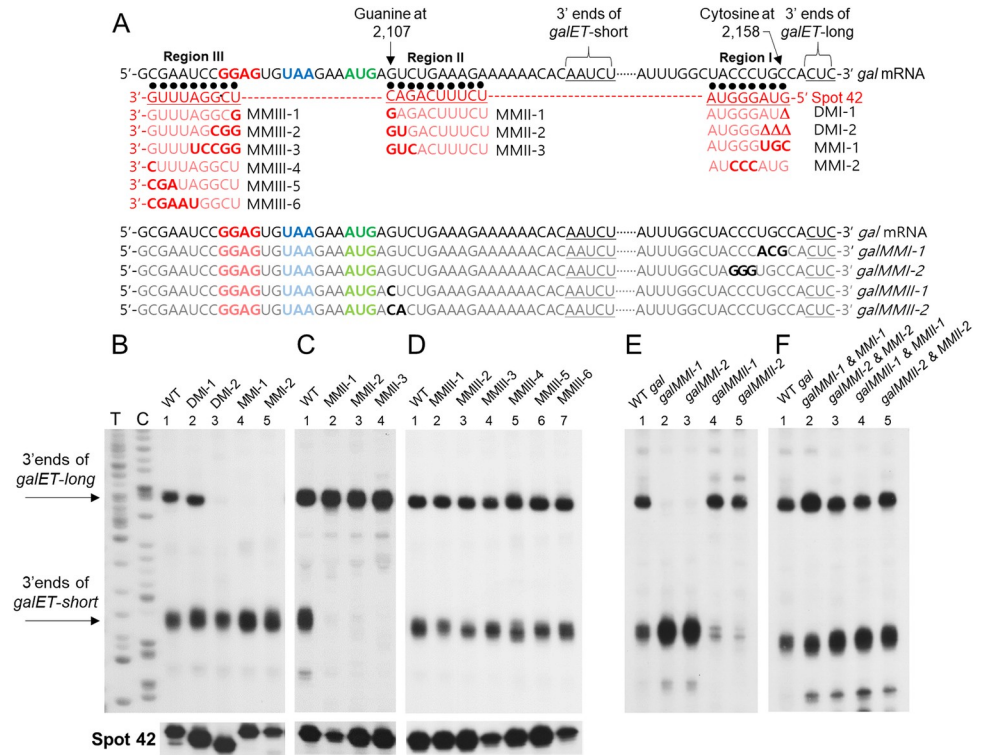 A
Guanine at 2,107
3' ends of galET-short
Cytosine at 2,158
3' ends of galET-long
Region III
Region II
Region I
5'-GCGAAUCCGGAGUGUAAGAAAUGAGUCUGAAAGAAAAAACACAAUCU······AUUUGGCUACCCUGCCACUC-3' gal mRNA
3'-GUUUAGGCU---CAGACUUUCU---AUGGGAUG-5' Spot 42
3'-GUUUAGGCG MMIII-1 GAGACUUUCU MMII-1 AUGGGAUΔ DMI-1
3'-GUUUAGCGG MMIII-2 GUGACUUUCU MMII-2 AUGGGΔΔΔ DMI-2
3'-GUUUUCCGG MMIII-3 GUCACUUUCU MMII-3 AUGGGUGC MMI-1
3'-CUUUAGGCU MMIII-4 AUCCCAUG MMI-2
3'-CGAUAGGCU MMIII-5
3'-CGAAUGGCU MMIII-6
5'-GCGAAUCCGGAGUGUAAGAAAUGAGUCUGAAAGAAAAAACACAAUCU······AUUUGGCUACCCUGCCACUC-3' gal mRNA
5'-GCGAAUCCGGAGUGUAAGAAAUGAGUCUGAAAGAAAAAACACAAUCU······AUUUGGCUACCCACGCACUC-3' galMMI-1
5'-GCGAAUCCGGAGUGUAAGAAAUGAGUCUGAAAGAAAAAACACAAUCU······AUUUGGCUAGGGUGCCACUC-3' galMMI-2
5'-GCGAAUCCGGAGUGUAAGAAAUGACUCUGAAAGAAAAAACACAAUCU······AUUUGGCUACCCUGCCACUC-3' galMMII-1
5'-GCGAAUCCGGAGUGUAAGAAAUGACACUGAAAGAAAAAACACAAUCU······AUUUGGCUACCCUGCCACUC-3' galMMII-2
B
T C
WT DMI-1 DMI-2 MMI-1 MMI-2
1 2 3 4 5
C
WT MMII-1 MMII-2 MMII-3
1 2 3 4
D
WT MMIII-1 MMIII-2 MMIII-3 MMIII-4 MMIII-5 MMIII-6
1 2 3 4 5 6 7
E
WT gal galMMI-1 galMMI-2 galMMII-1 galMMII-2
1 2 3 4 5
F
WT gal galMMI-1 & MMI-1 galMMI-2 & MMI-2 galMMII-1 & MMII-1 galMMII-2 & MMII-2
1 2 3 4 5
3'ends of galET-long
3'ends of galET-short
Spot 42